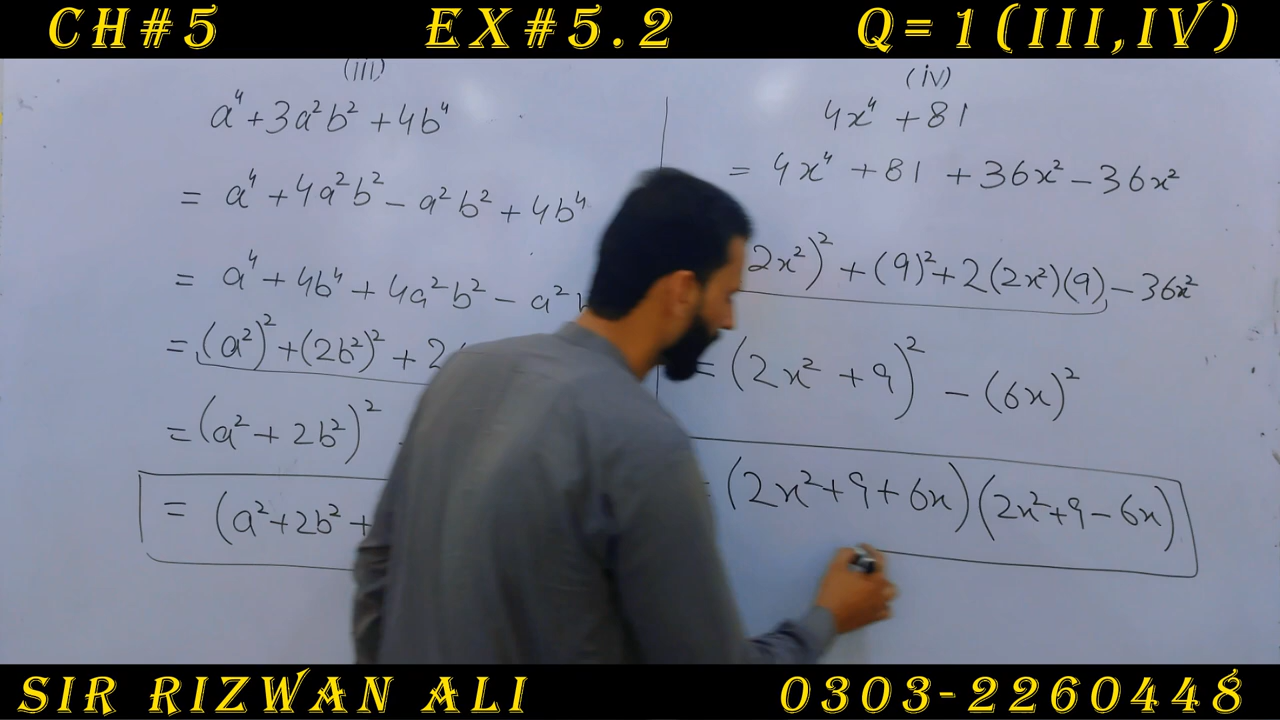 CH#5 EX#5.2 Q=1(III,IV)
(iii)
a⁴+3a²b²+4b⁴
= a⁴+4a²b²-a²b²+4b⁴
= a⁴+4b⁴+4a²b²-a²
=(a²)²+(2b²)²+2
=(a²+2b²)²
= (a²+2b²+
(iv)
4x⁴+81
= 4x⁴+81+36x²-36x²
2x²)²+(9)²+2(2x²)(9)-36x²
=(2x²+9)²-(6x)²
=(2x²+9+6x)(2x²+9-6x)
SIR RIZWAN ALI 0303-2260448